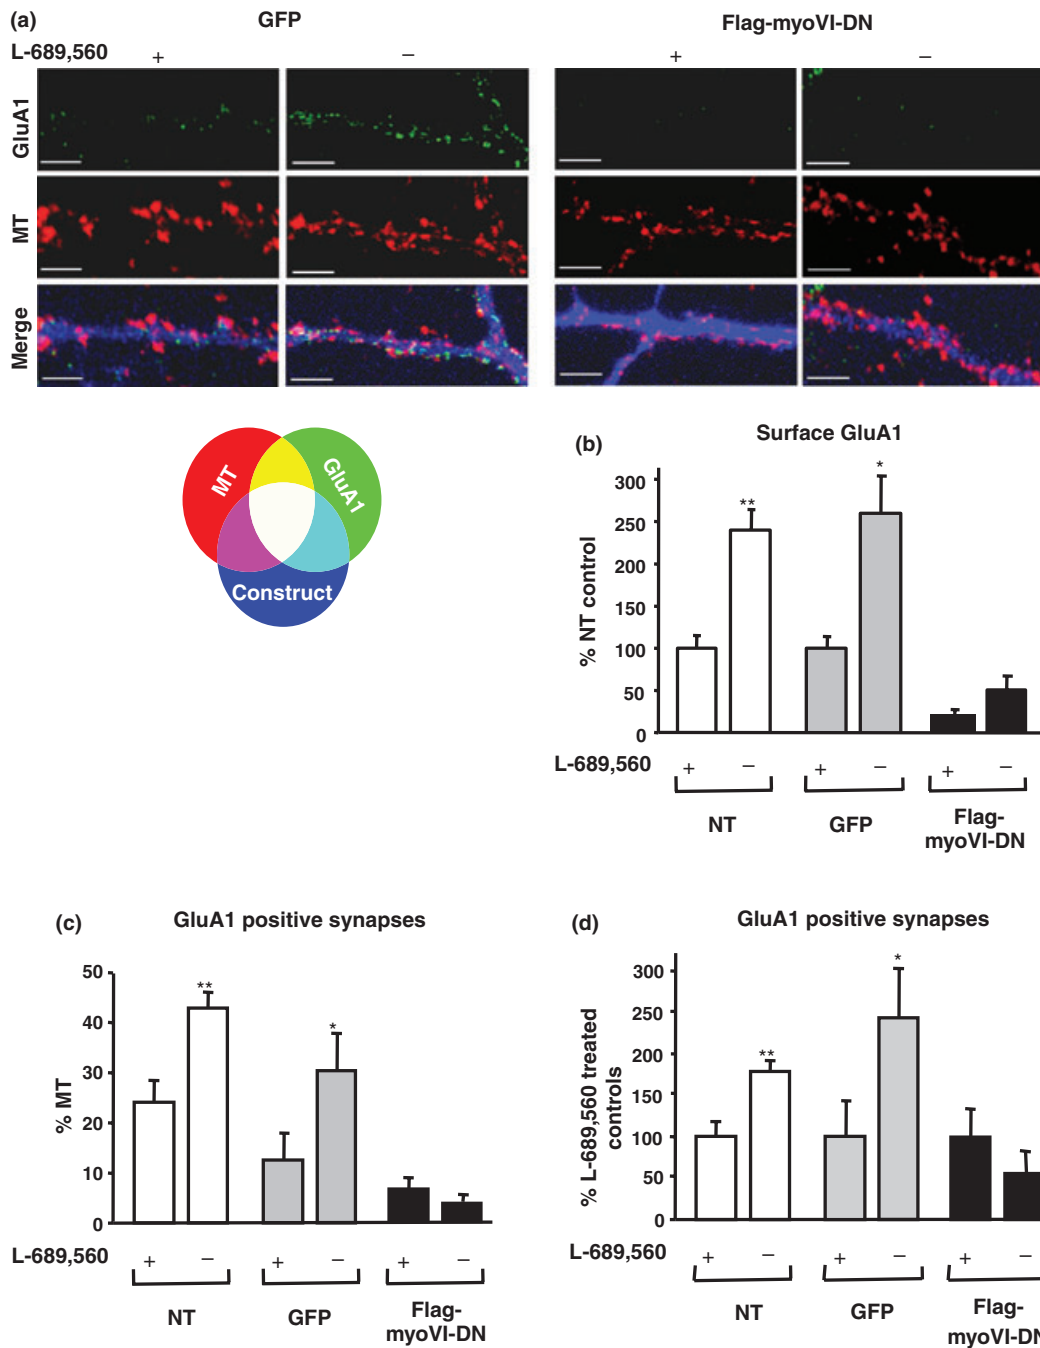 (a)
GFP
Flag-myoVI-DN
L-689,560
+
–
+
–
GluA1
MT
Merge
MT
GluA1
Construct
(b)
Surface GluA1
% NT control
300
250
200
150
100
50
0
**
*
L-689,560
+ – + – + –
NT
GFP
Flag-
myoVI-DN
(c)
GluA1 positive synapses
% MT
50
40
30
20
10
0
**
*
L-689,560
+ – + – + –
NT
GFP
Flag-
myoVI-DN
(d)
GluA1 positive synapses
% L-689,560 treated
controls
300
250
200
150
100
50
0
**
*
L-689,560
+ – + – + –
NT
GFP
Flag-
myoVI-DN